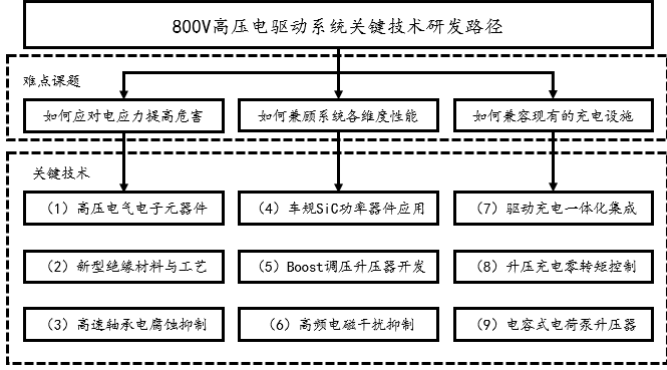 800V高压电驱动系统关键技术研发路径
难点课题
如何应对电应力提高危害
如何兼顾系统各维度性能
如何兼容现有的充电设施
关键技术
（1）高压电气电子元器件
（4）车规SiC功率器件应用
（7）驱动充电一体化集成
（2）新型绝缘材料与工艺
（5）Boost调压升压器开发
（8）升压充电零转矩控制
（3）高速轴承电腐蚀抑制
（6）高频电磁干扰抑制
（9）电容式电荷泵升压器